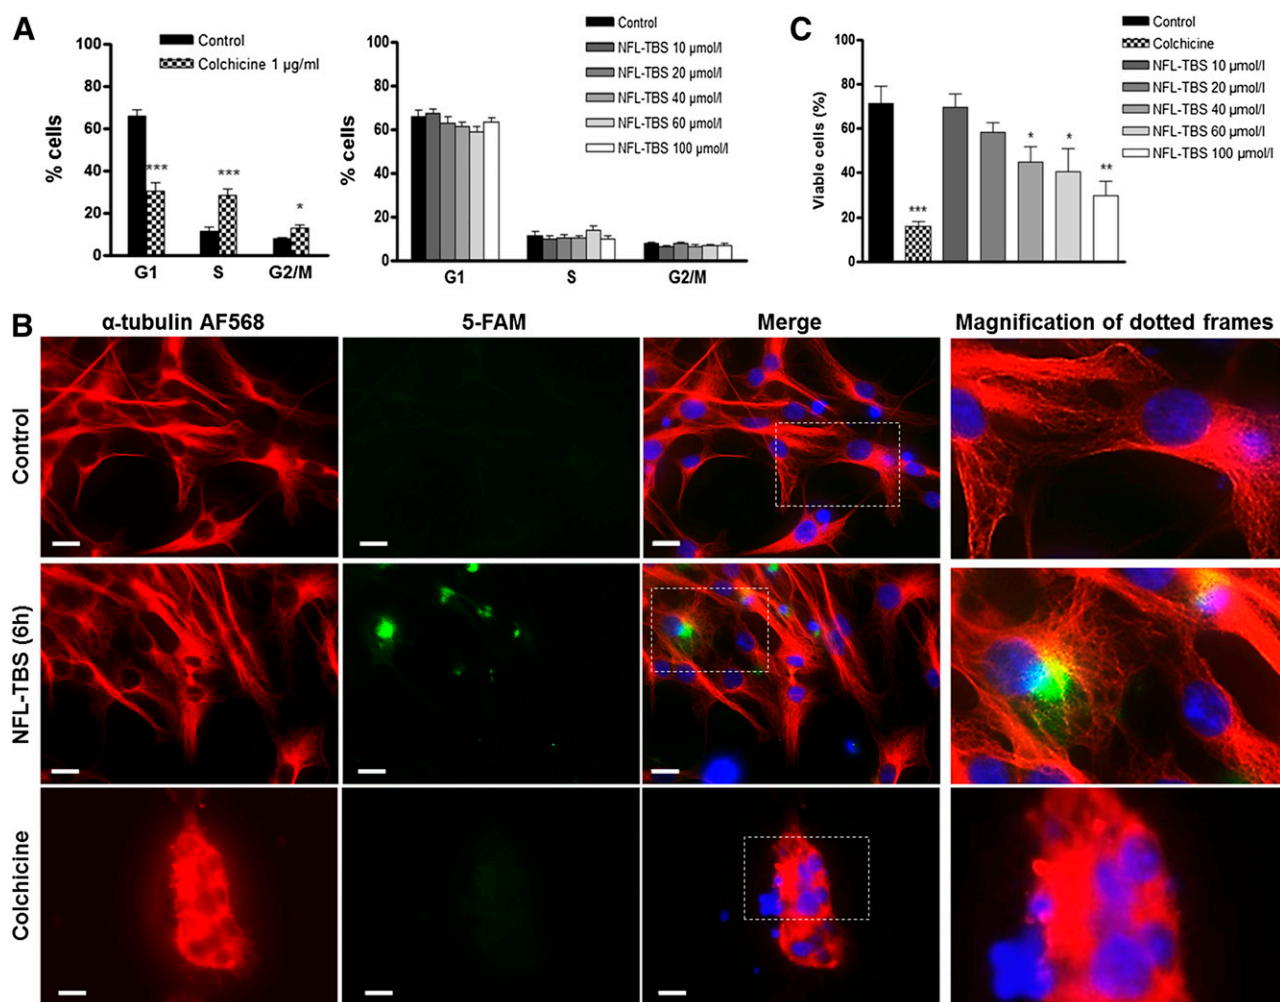 A
100
80
60
40
20
0
% cells
Control
Colchicine 1 µg/ml
***
***
*
G1
S
G2/M
100
80
60
40
20
0
% cells
Control
NFL-TBS 10 µmol/l
NFL-TBS 20 µmol/l
NFL-TBS 40 µmol/l
NFL-TBS 60 µmol/l
NFL-TBS 100 µmol/l
G1
S
G2/M
C
100
80
60
40
20
0
Viable cells (%)
***
*
*
**
Control
Colchicine
NFL-TBS 10 µmol/l
NFL-TBS 20 µmol/l
NFL-TBS 40 µmol/l
NFL-TBS 60 µmol/l
NFL-TBS 100 µmol/l
B
α-tubulin AF568
5-FAM
Merge
Magnification of dotted frames
Control
NFL-TBS (6h)
Colchicine